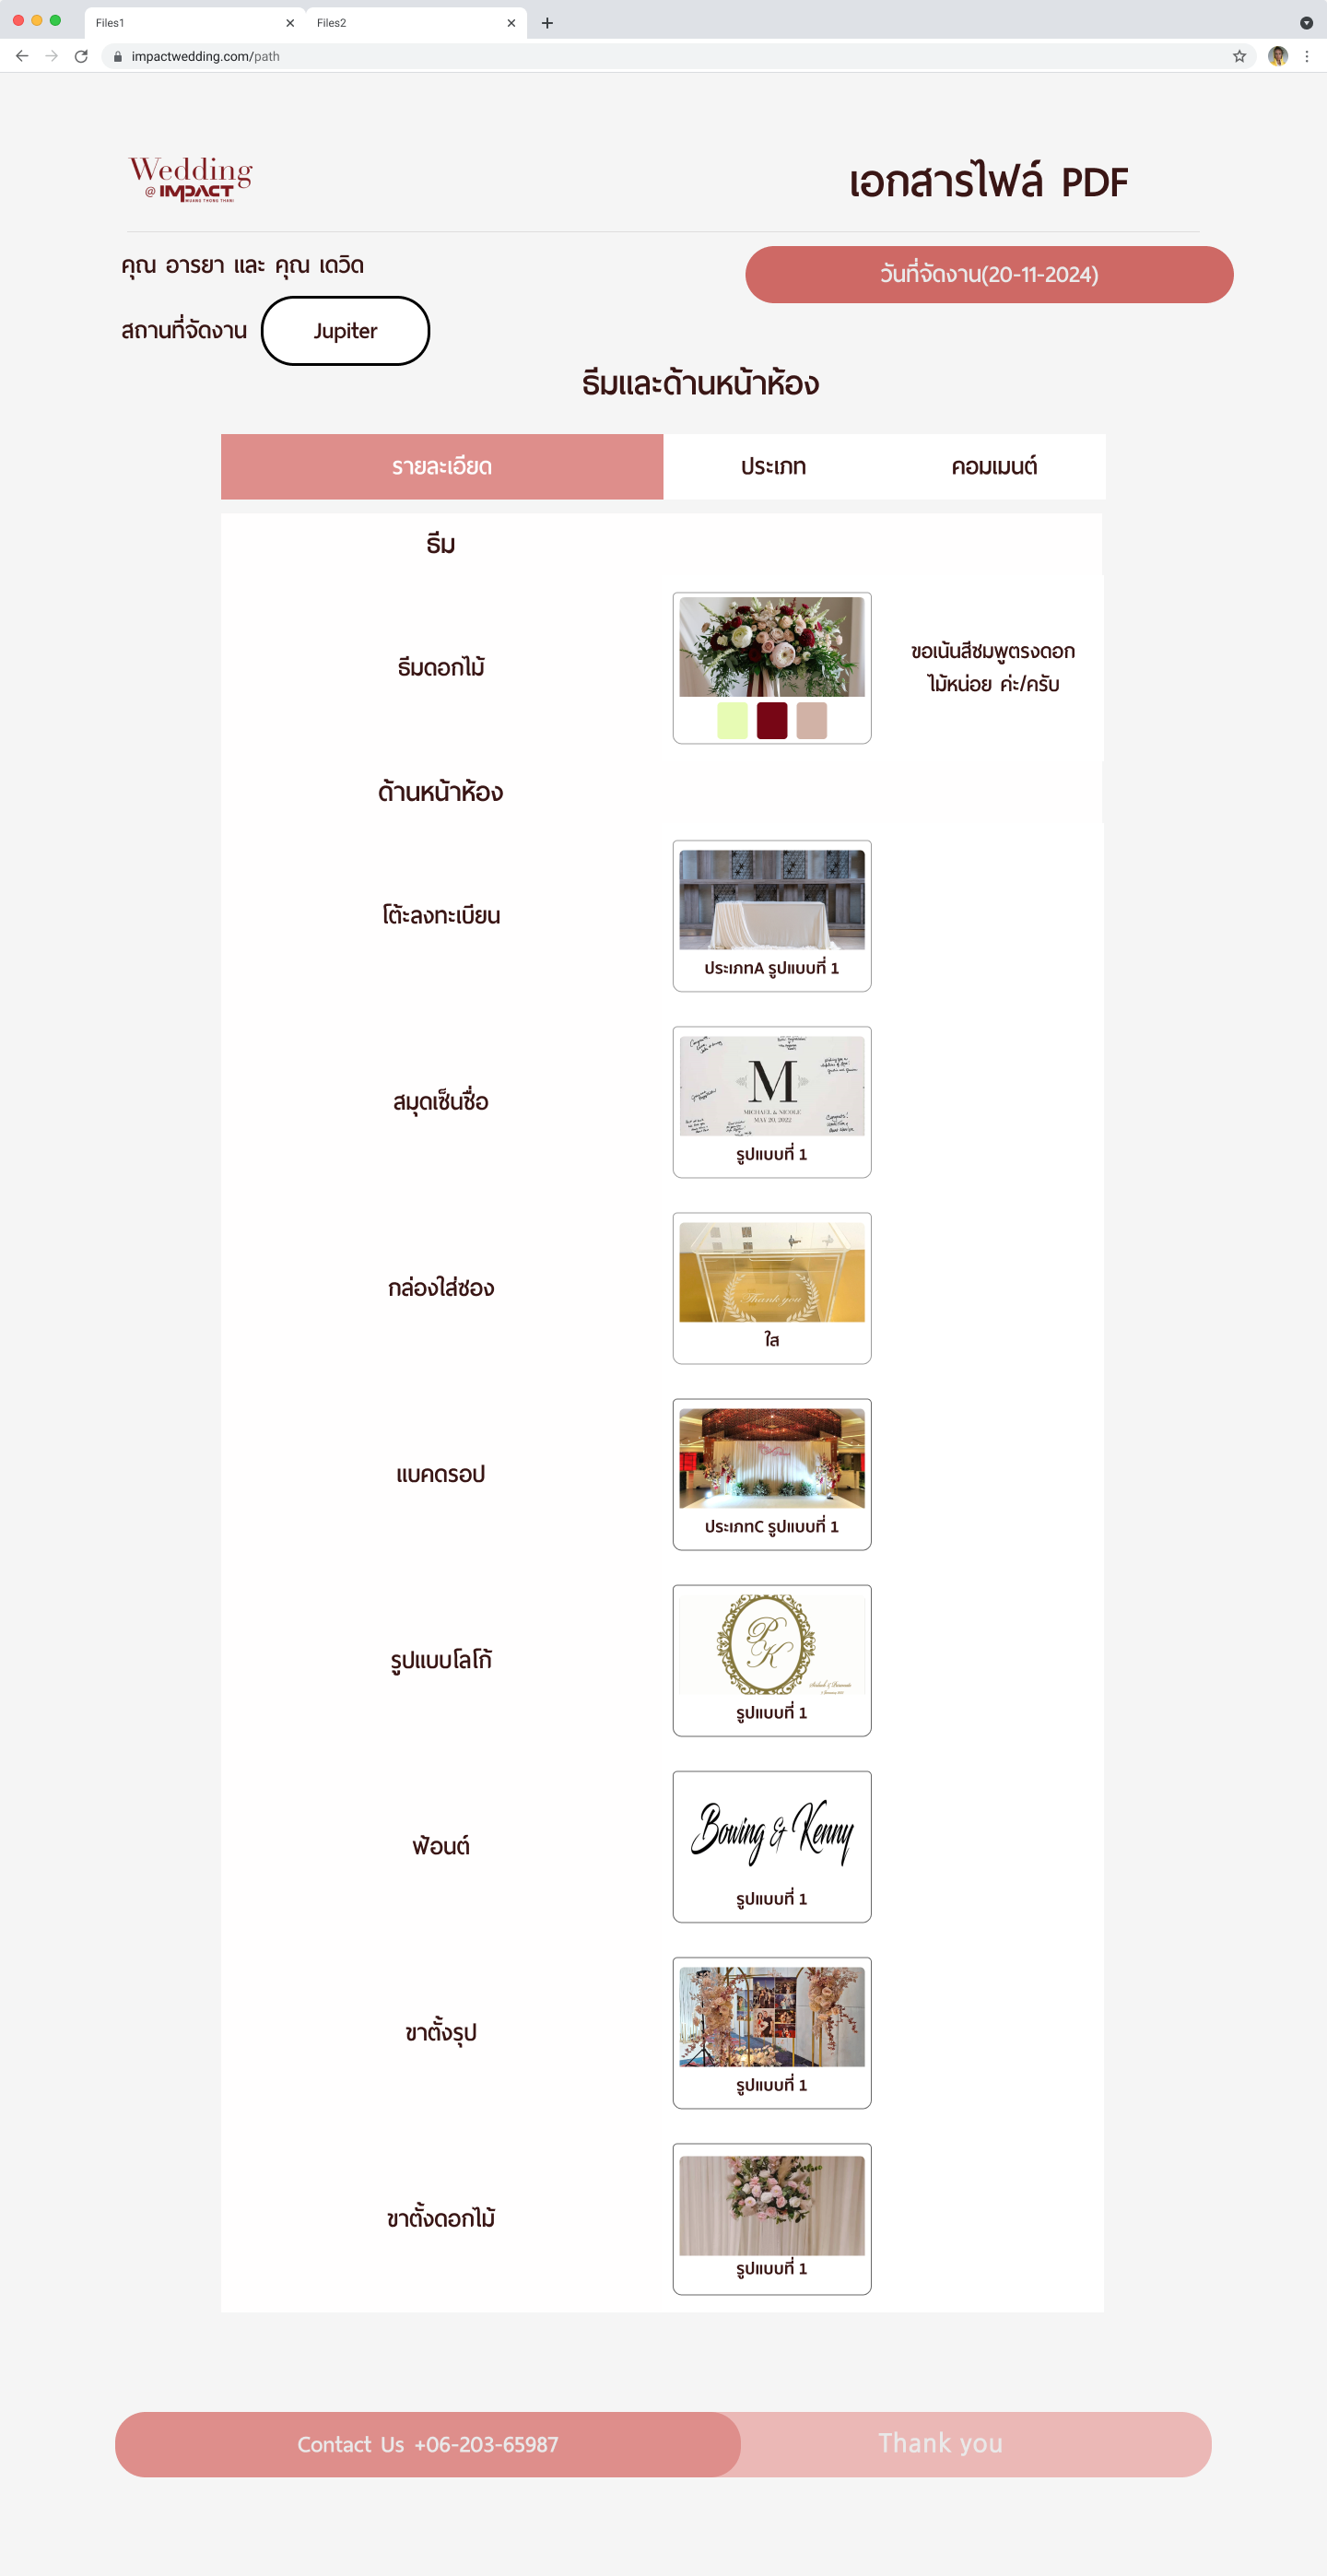 Files1
Files2
impactwedding.com/path
Wedding
@ IMPACT
MUANG THONG THANI
เอกสารไฟล์ PDF
คุณ อารยา และ คุณ เดวิด
วันที่จัดงาน(20-11-2024)
สถานที่จัดงาน
Jupiter
ธีมและด้านหน้าห้อง
รายละเอียด
ประเภท
คอมเมนต์
ธีม
ธีมดอกไม้
ขอเน้นสีชมพูตรงดอก
ไม้หน่อย ค่ะ/ครับ
ด้านหน้าห้อง
โต๊ะลงทะเบียน
ประเภทA รูปแบบที่ 1
สมุดเซ็นชื่อ
M
MICHAEL & NICOLE
MAY 20, 2022
รูปแบบที่ 1
กล่องใส่ซอง
Thank you
ใส
แบคดรอป
ประเภทC รูปแบบที่ 1
รูปแบบโลโก้
PK
รูปแบบที่ 1
ฟ้อนต์
Bowing & Kenny
รูปแบบที่ 1
ขาตั้งรุป
รูปแบบที่ 1
ขาตั้งดอกไม้
รูปแบบที่ 1
Contact Us +06-203-65987
Thank you